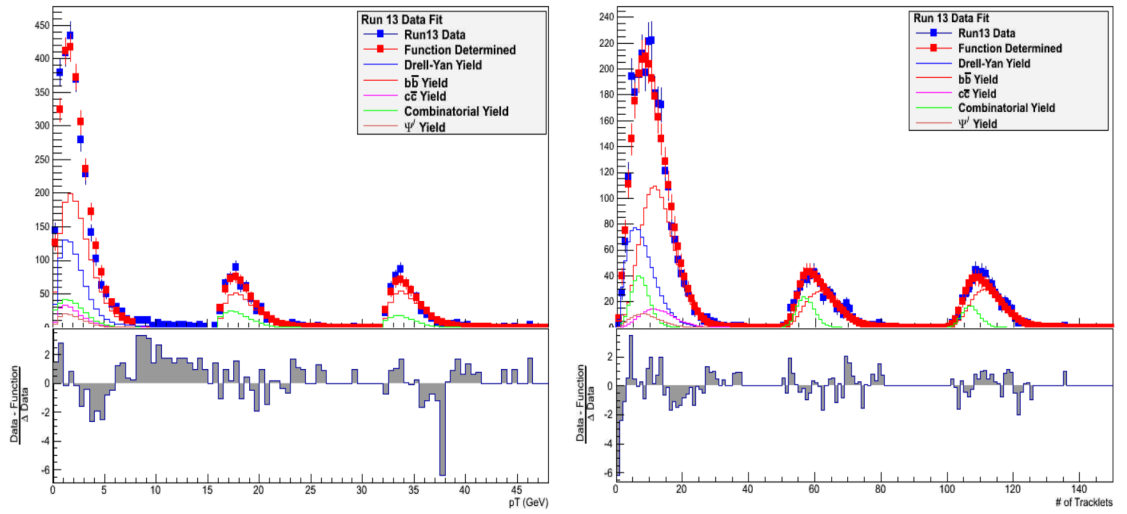 Run 13 Data Fit
Run13 Data
Function Determined
Drell-Yan Yield
bb̅ Yield
cc̅ Yield
Combinatorial Yield
Ψ′ Yield
450
400
350
300
250
200
150
100
50
0
2
0
-2
-4
-6
Data - Function
Δ Data
0 5 10 15 20 25 30 35 40 45
pT (GeV)
Run 13 Data Fit
Run13 Data
Function Determined
Drell-Yan Yield
bb̅ Yield
cc̅ Yield
Combinatorial Yield
Ψ′ Yield
240
220
200
180
160
140
120
100
80
60
40
20
0
4
2
0
-2
-4
-6
Data - Function
Δ Data
0 20 40 60 80 100 120 140
# of Tracklets